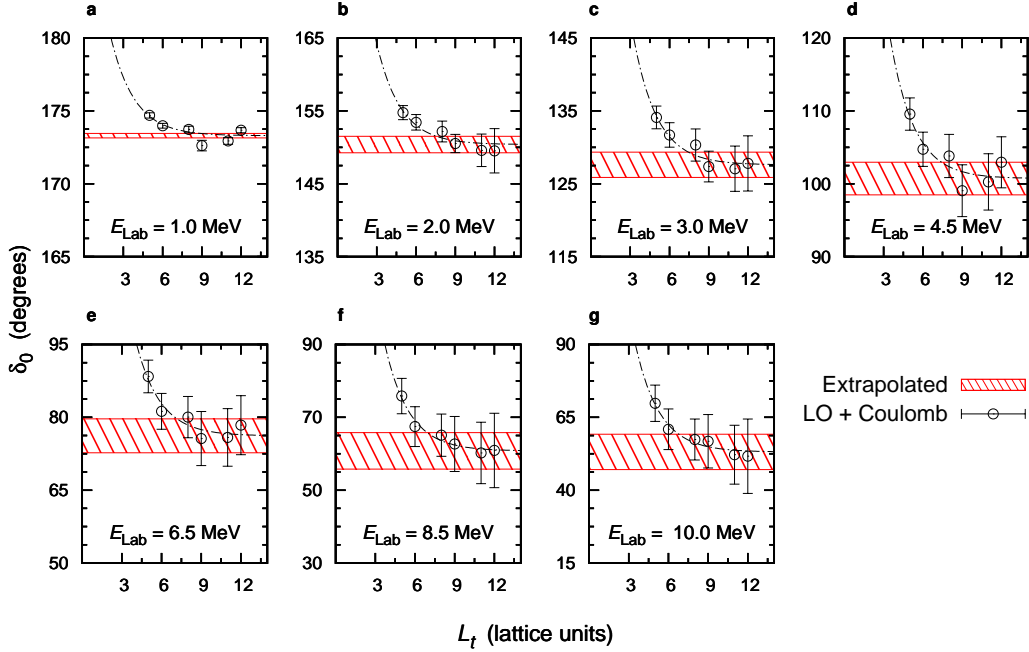 a b c d
180 165 145 120
175 155 135 110
170 145 125 100
165 135 115 90
E_Lab = 1.0 MeV E_Lab = 2.0 MeV E_Lab = 3.0 MeV E_Lab = 4.5 MeV
3 6 9 12 3 6 9 12 3 6 9 12 3 6 9 12
δ₀ (degrees)
e f g
95 90 90
80 70 65
65 50 40
50 30 15
E_Lab = 6.5 MeV E_Lab = 8.5 MeV E_Lab = 10.0 MeV
3 6 9 12 3 6 9 12 3 6 9 12
Extrapolated
LO + Coulomb
L_t (lattice units)